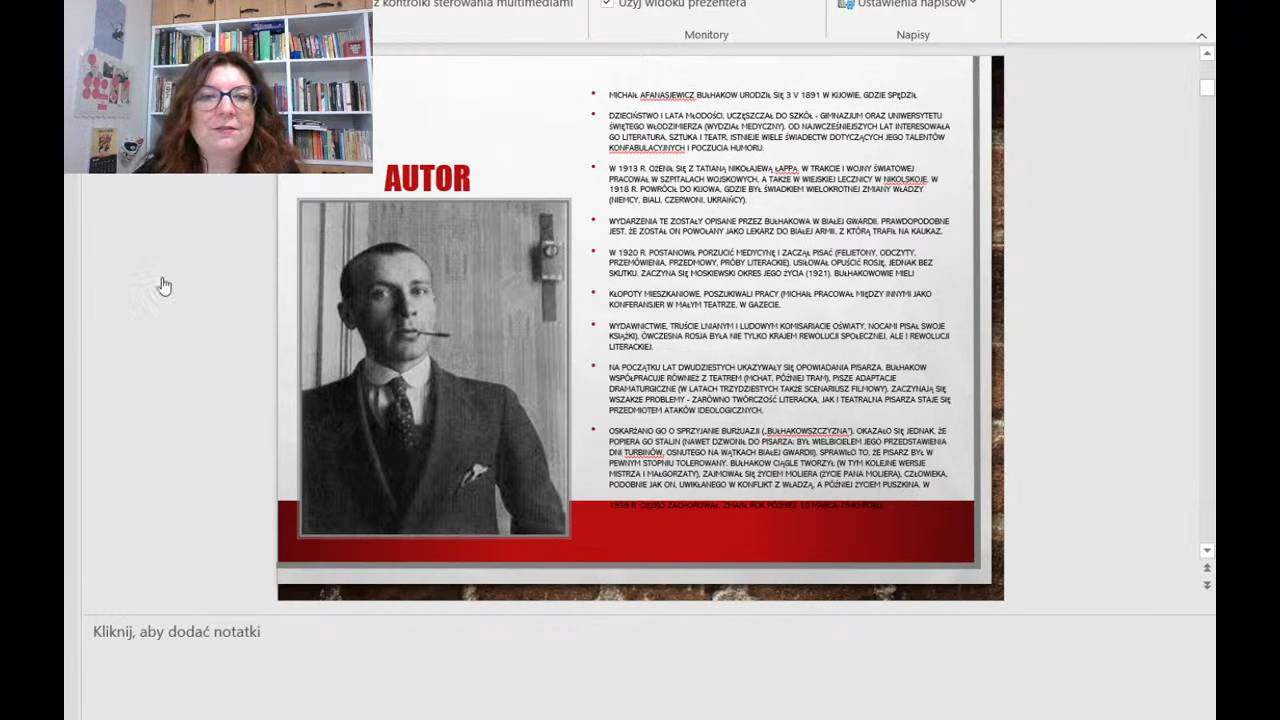 z kontrolki sterowania multimediami
Użyj widoku prezentera
Ustawienia napisów
Monitory
Napisy
AUTOR
• MICHAIŁ AFANASJEWICZ BUŁHAKOW URODZIŁ SIĘ 3 V 1891 W KIJOWIE, GDZIE SPĘDZIŁ
• DZIECIŃSTWO I LATA MŁODOŚCI, UCZĘSZCZAŁ DO SZKÓŁ - GIMNAZJUM ORAZ UNIWERSYTETU
ŚWIĘTEGO WŁODZIMIERZA (WYDZIAŁ MEDYCZNY). OD NAJWCZEŚNIEJSZYCH LAT INTERESOWAŁA
GO LITERATURA, SZTUKA I TEATR, ISTNIEJE WIELE ŚWIADECTW DOTYCZĄCYCH JEGO TALENTÓW
KONFABULACYJNYCH I POCZUCIA HUMORU.
• W 1913 R. OŻENIŁ SIĘ Z TATIANĄ NIKOŁAJEWĄ ŁAPPA, W TRAKCIE I WOJNY ŚWIATOWEJ
PRACOWAŁ W SZPITALACH WOJSKOWYCH, A TAKŻE W WIEJSKIEJ LECZNICY W NIKOLSKOJE. W
1918 R. POWRÓCIŁ DO KIJOWA, GDZIE BYŁ ŚWIADKIEM WIELOKROTNEJ ZMIANY WŁADZY
(NIEMCY, BIALI, CZERWONI, UKRAIŃCY).
• WYDARZENIA TE ZOSTAŁY OPISANE PRZEZ BUŁHAKOWA W BIAŁEJ GWARDII. PRAWDOPODOBNE
JEST, ŻE ZOSTAŁ ON POWOŁANY JAKO LEKARZ DO BIAŁEJ ARMII, Z KTÓRĄ TRAFIŁ NA KAUKAZ.
• W 1920 R. POSTANOWIŁ PORZUCIĆ MEDYCYNĘ I ZACZĄŁ PISAĆ (FELIETONY, ODCZYTY,
PRZEMÓWIENIA, PRZEDMOWY, PRÓBY LITERACKIE). USIŁOWAŁ OPUŚCIĆ ROSJĘ, JEDNAK BEZ
SKUTKU. ZACZYNA SIĘ MOSKIEWSKI OKRES JEGO ŻYCIA (1921). BUŁHAKOWOWIE MIELI
• KŁOPOTY MIESZKANIOWE, POSZUKIWALI PRACY (MICHAIŁ PRACOWAŁ MIĘDZY INNYMI JAKO
KONFERANSJER W MAŁYM TEATRZE, W GAZECIE,
• WYDAWNICTWIE, TRUŚCIE LNIANYM I LUDOWYM KOMISARIACIE OŚWIATY, NOCAMI PISAŁ SWOJE
KSIĄŻKI), ÓWCZESNA ROSJA BYŁA NIE TYLKO KRAJEM REWOLUCJI SPOŁECZNEJ, ALE I REWOLUCJI
LITERACKIEJ.
• NA POCZĄTKU LAT DWUDZIESTYCH UKAZYWAŁY SIĘ OPOWIADANIA PISARZA. BUŁHAKOW
WSPÓŁPRACUJE RÓWNIEŻ Z TEATREM (MCHAT, PÓŹNIEJ TRAM), PISZE ADAPTACJE
DRAMATURGICZNE (W LATACH TRZYDZIESTYCH TAKŻE SCENARIUSZ FILMOWY). ZACZYNAJĄ SIĘ
WSZAKŻE PROBLEMY - ZARÓWNO TWÓRCZOŚĆ LITERACKA, JAK I TEATRALNA PISARZA STAJE SIĘ
PRZEDMIOTEM ATAKÓW IDEOLOGICZNYCH.
• OSKARŻANO GO O SPRZYJANIE BURŻUAZJI („BUŁHAKOWSZCZYZNA"). OKAZAŁO SIĘ JEDNAK, ŻE
POPIERA GO STALIN (NAWET DZWONIŁ DO PISARZA; BYŁ WIELBICIELEM JEGO PRZEDSTAWIENIA
DNI TURBINÓW, OSNUTEGO NA WĄTKACH BIAŁEJ GWARDII). SPRAWIŁO TO, ŻE PISARZ BYŁ W
PEWNYM STOPNIU TOLEROWANY. BUŁHAKOW CIĄGLE TWORZYŁ (W TYM KOLEJNE WERSJE
MISTRZA I MAŁGORZATY), ZAJMOWAŁ SIĘ ŻYCIEM MOLIERA (ŻYCIE PANA MOLIERA), CZŁOWIEKA,
PODOBNIE JAK ON, UWIKŁANEGO W KONFLIKT Z WŁADZĄ, A PÓŹNIEJ ŻYCIEM PUSZKINA. W
1939 R. CIĘŻKO ZACHOROWAŁ, ZMARŁ ROK PÓŹNIEJ, 10 MARCA 1940 ROKU.
Kliknij, aby dodać notatki